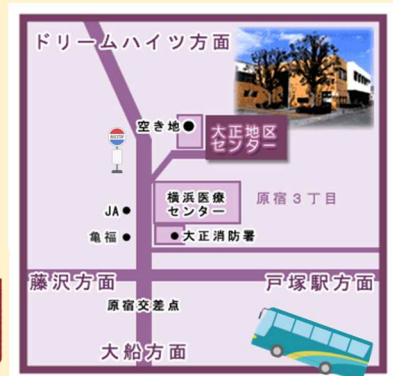 ドリームハイツ方面
空き地
大正地区
センター
横浜医療
センター
原宿3丁目
JA
亀福
大正消防署
藤沢方面
戸塚駅方面
原宿交差点
大船方面